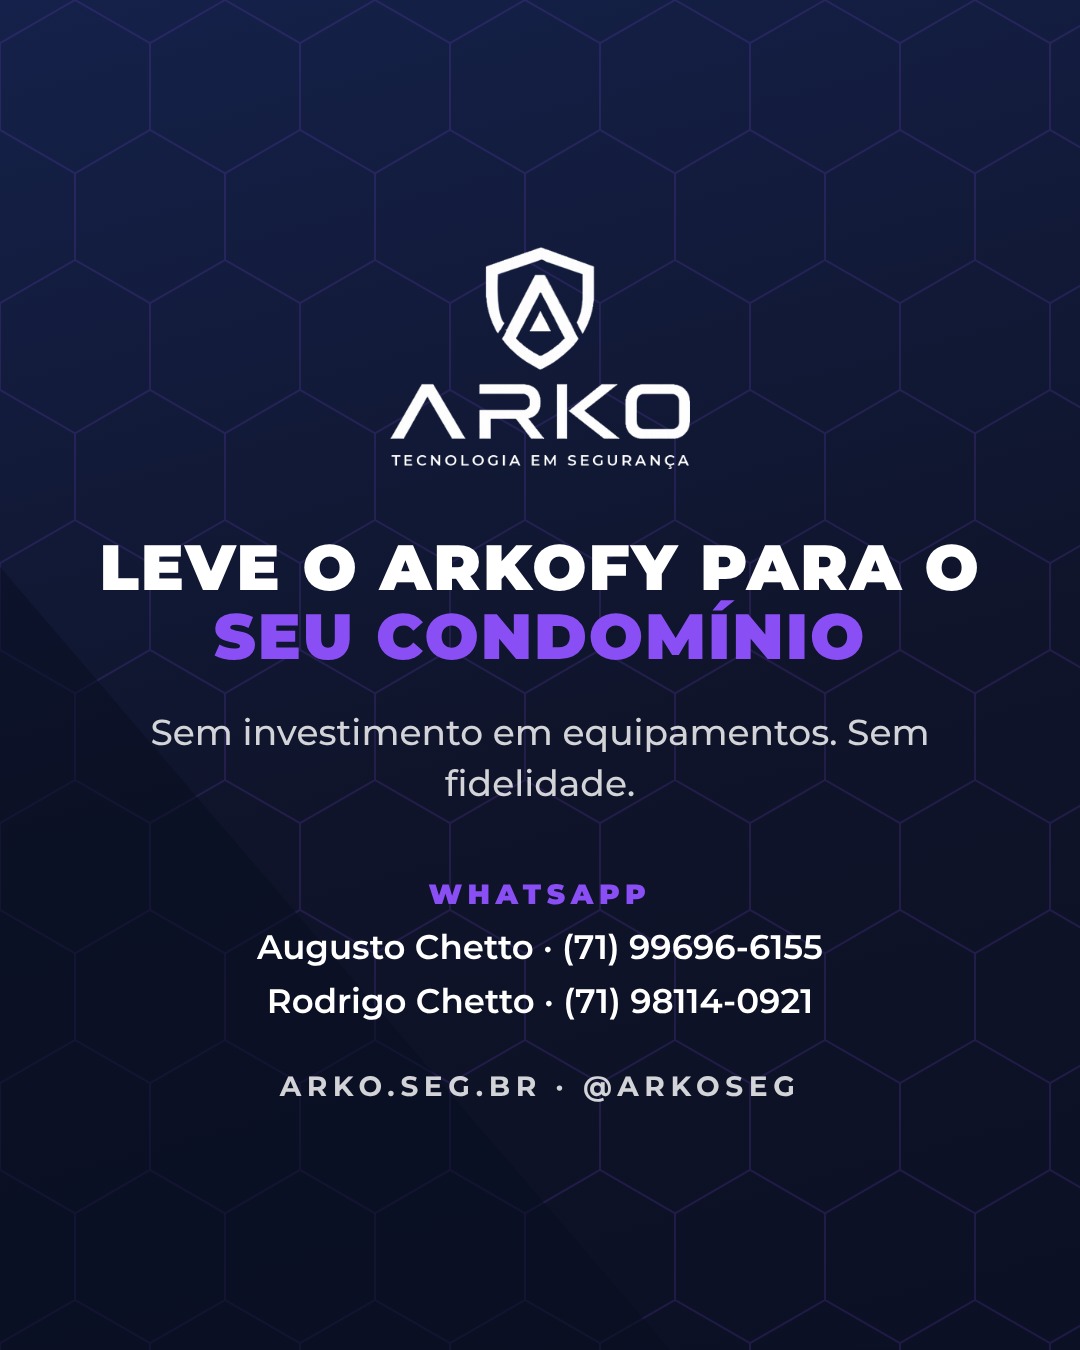 ARKO
TECNOLOGIA EM SEGURANÇA
LEVE O ARKOFY PARA O
SEU CONDOMÍNIO
Sem investimento em equipamentos. Sem
fidelidade.
WHATSAPP
Augusto Chetto · (71) 99696-6155
Rodrigo Chetto · (71) 98114-0921
ARKO.SEG.BR · @ARKOSEG